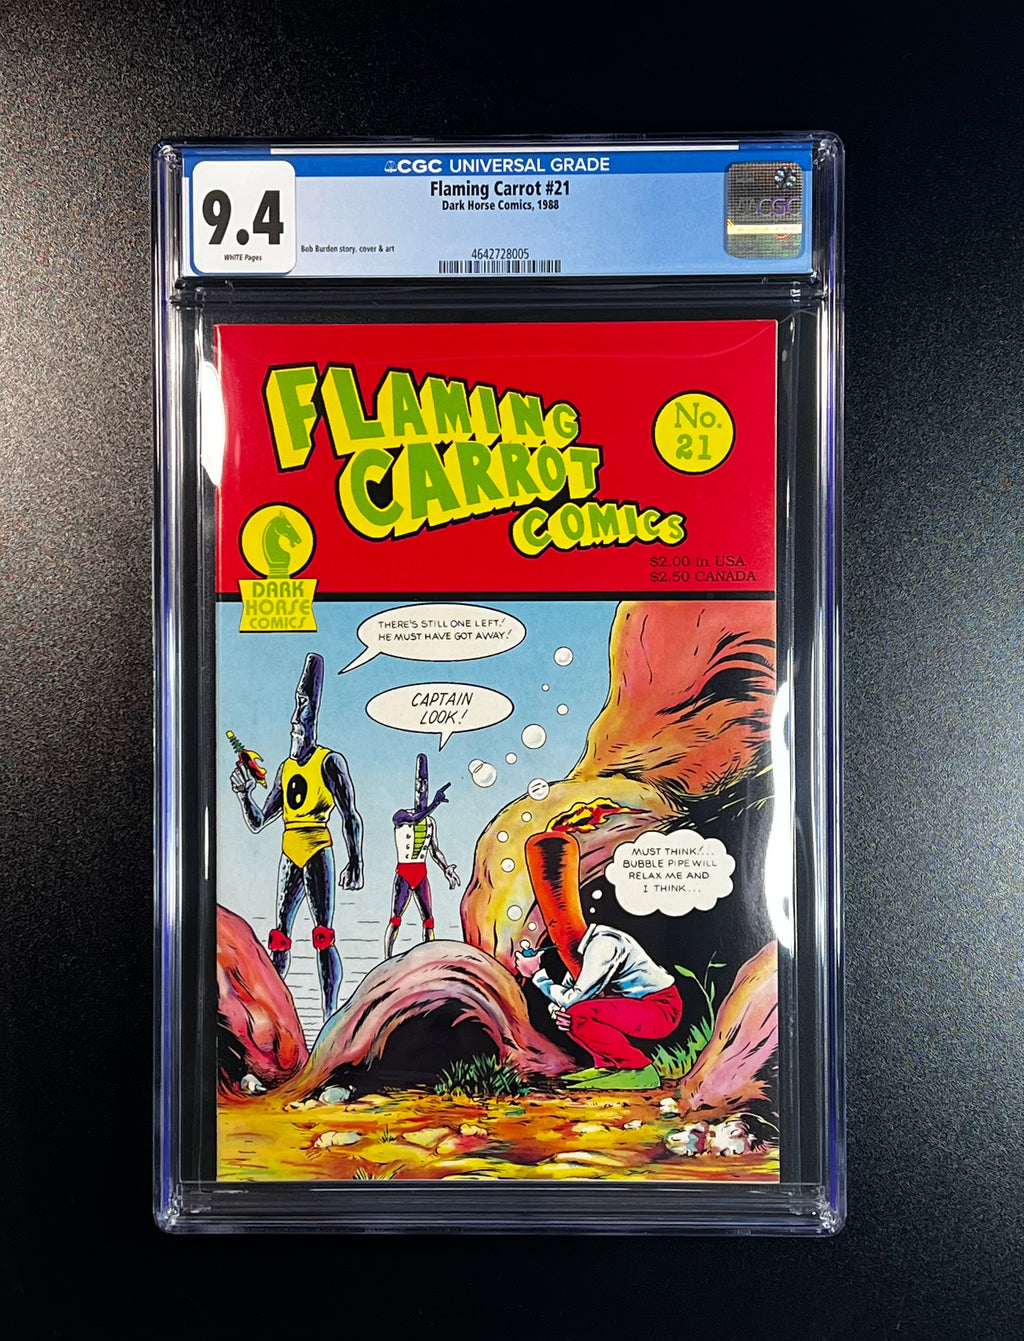 CGC UNIVERSAL GRADE
9.4
WHITE Pages
Flaming Carrot #21
Dark Horse Comics, 1988
Bob Burden story, cover & art
4642728005
CGC
FLAMING
CARROT
COMICS
No.
21
$2.00 in USA
$2.50 CANADA
DARK
HORSE
COMICS
THERE'S STILL ONE LEFT!
HE MUST HAVE GOT AWAY!
CAPTAIN
LOOK!
MUST THINK!...
BUBBLE PIPE WILL
RELAX ME AND
I THINK...